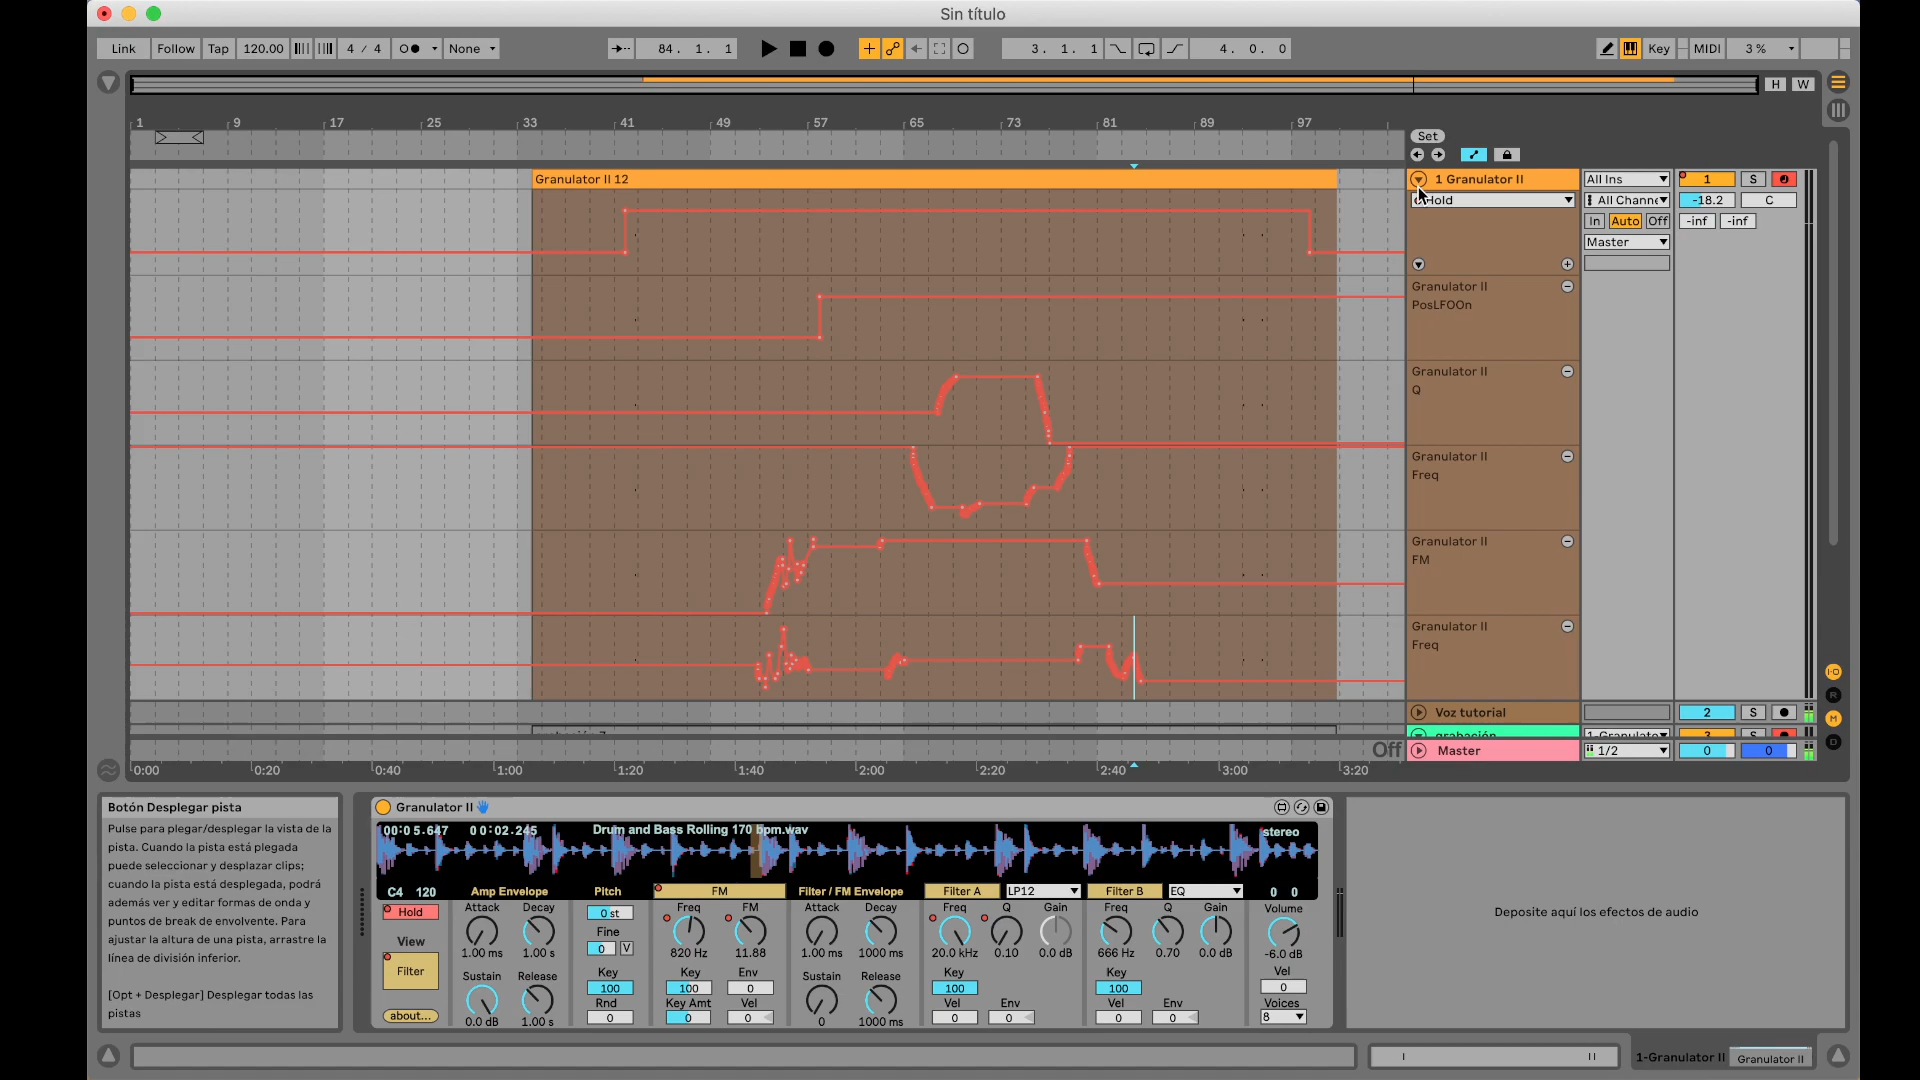 Sin título
Link Follow Tap 120.00 4 / 4 None 84. 1. 1 3. 1. 1 4. 0. 0 Key MIDI 3 %
H W
1 9 17 25 33 41 49 57 65 73 81 89 97
Set
Granulator II 12
1 Granulator II All Ins 1 S
Hold -18.2 C
In Auto Off -inf -inf
Master
Granulator II
PosLFOOn
Granulator II
Q
Granulator II
Freq
Granulator II
FM
Granulator II
Freq
I·O
R
M
D
Voz tutorial 2 S
Off
Master 1/2 0 0
0:00 0:20 0:40 1:00 1:20 1:40 2:00 2:20 2:40 3:00 3:20
Botón Desplegar pista
Pulse para plegar/desplegar la vista de la
pista. Cuando la pista está plegada
puede seleccionar y desplazar clips;
cuando la pista está desplegada, podrá
además ver y editar formas de onda y
puntos de break de envolvente. Para
ajustar la altura de una pista, arrastre la
línea de división inferior.
[Opt + Desplegar] Desplegar todas las
pistas
Granulator II
00:05.647 00:02.245 Drum and Bass Rolling 170 bpm.wav stereo
C4 120 Amp Envelope Pitch FM Filter / FM Envelope Filter A LP12 Filter B EQ 0 0
Hold Attack Decay 0 st Freq FM Attack Decay Freq Q Gain Freq Q Gain Volume
View Fine
1.00 ms 1.00 s 0 V 820 Hz 11.88 1.00 ms 1000 ms 20.0 kHz 0.10 0.0 dB 666 Hz 0.70 0.0 dB -6.0 dB
Filter Sustain Release Key Key Env Sustain Release Key Key Vel
100 100 0 100 100 0
Rnd Key Amt Vel Vel Env Vel Env Voices
about... 0.0 dB 1.00 s 0 0 0 0 1000 ms 0 0 0 0 8
Deposite aquí los efectos de audio
1-Granulator II Granulator II